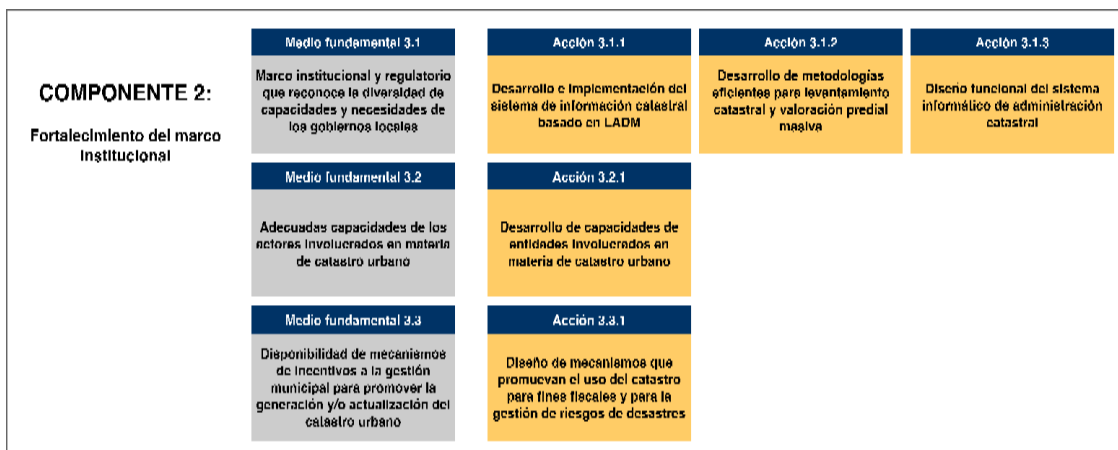 COMPONENTE 2:
Fortalecimiento del marco
institucional
Medio fundamental 3.1
Marco institucional y regulatorio
que reconoce la diversidad de
capacidades y necesidades de
los gobiernos locales
Acción 3.1.1
Desarrollo e implementación del
sistema de información catastral
basado en LADM
Acción 3.1.2
Desarrollo de metodologías
eficientes para levantamiento
catastral y valoración predial
masiva
Acción 3.1.3
Diseño funcional del sistema
informático de administración
catastral
Medio fundamental 3.2
Adecuadas capacidades de los
actores involucrados en materia
de catastro urbano
Acción 3.2.1
Desarrollo de capacidades de
entidades involucrados en
materia de catastro urbano
Medio fundamental 3.3
Disponibilidad de mecanismos
de incentivos a la gestión
municipal para promover la
generación y/o actualización del
catastro urbano
Acción 3.3.1
Diseño de mecanismos que
promuevan el uso del catastro
para fines fiscales y para la
gestión de riesgos de desastres